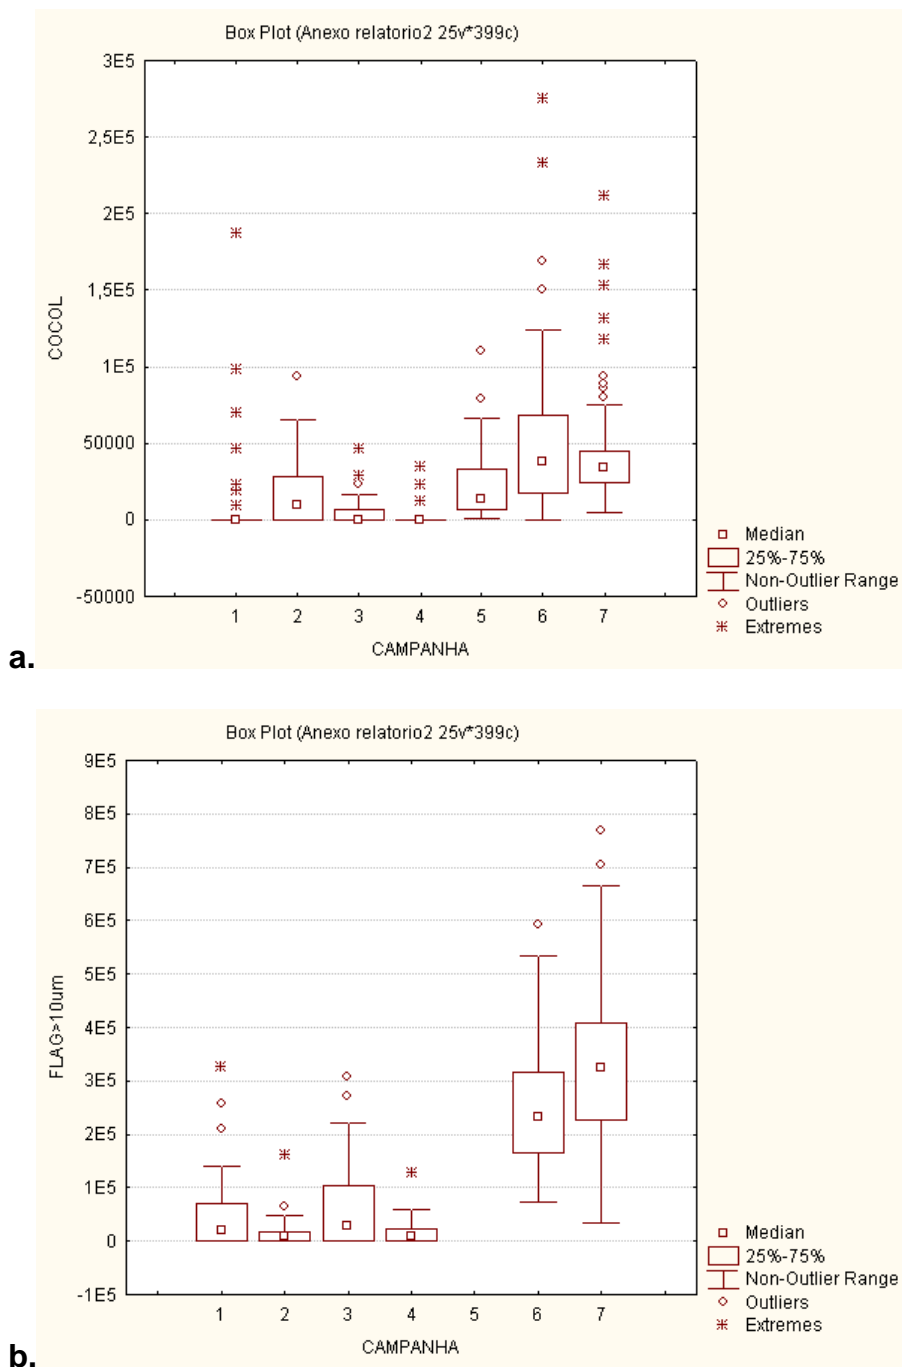 Box Plot (Anexo relatorio2 25v*399c)
3E5
2,5E5
2E5
1,5E5
1E5
50000
0
-50000
COCOL
1 2 3 4 5 6 7
CAMPANHA
Median
25%-75%
Non-Outlier Range
Outliers
Extremes
a.
Box Plot (Anexo relatorio2 25v*399c)
9E5
8E5
7E5
6E5
5E5
4E5
3E5
2E5
1E5
0
-1E5
FLAG>10um
1 2 3 4 5 6 7
CAMPANHA
Median
25%-75%
Non-Outlier Range
Outliers
Extremes
b.